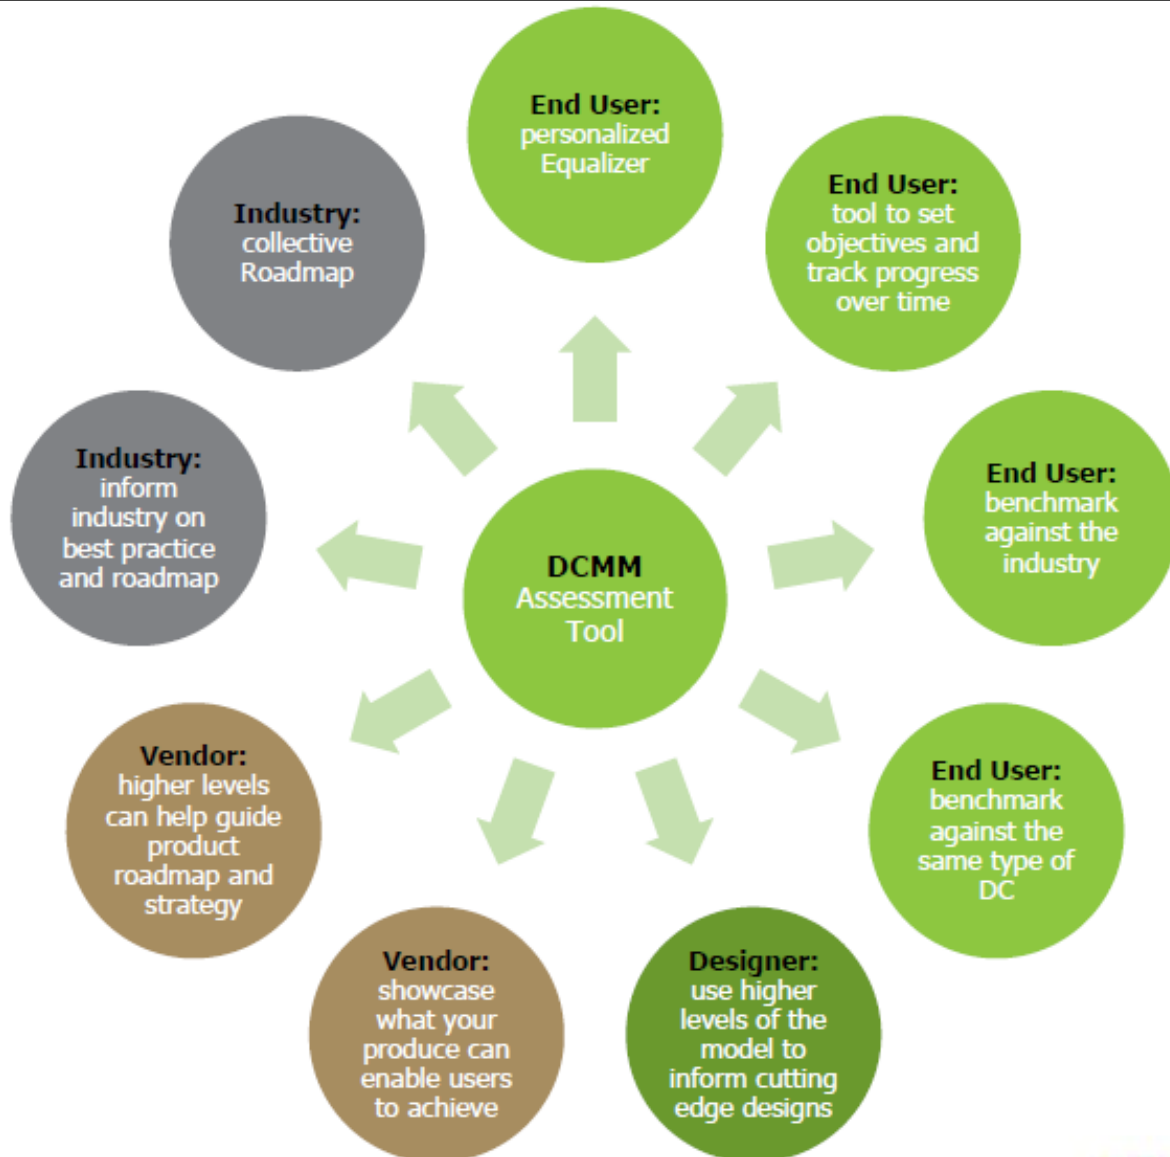 End User:
personalized
Equalizer
End User:
tool to set
objectives and
track progress
over time
End User:
benchmark
against the
industry
End User:
benchmark
against the
same type of
DC
Designer:
use higher
levels of the
model to
inform cutting
edge designs
Vendor:
showcase
what your
produce can
enable users
to achieve
Vendor:
higher levels
can help guide
product
roadmap and
strategy
Industry:
inform
industry on
best practice
and roadmap
Industry:
collective
Roadmap
DCMM
Assessment
Tool